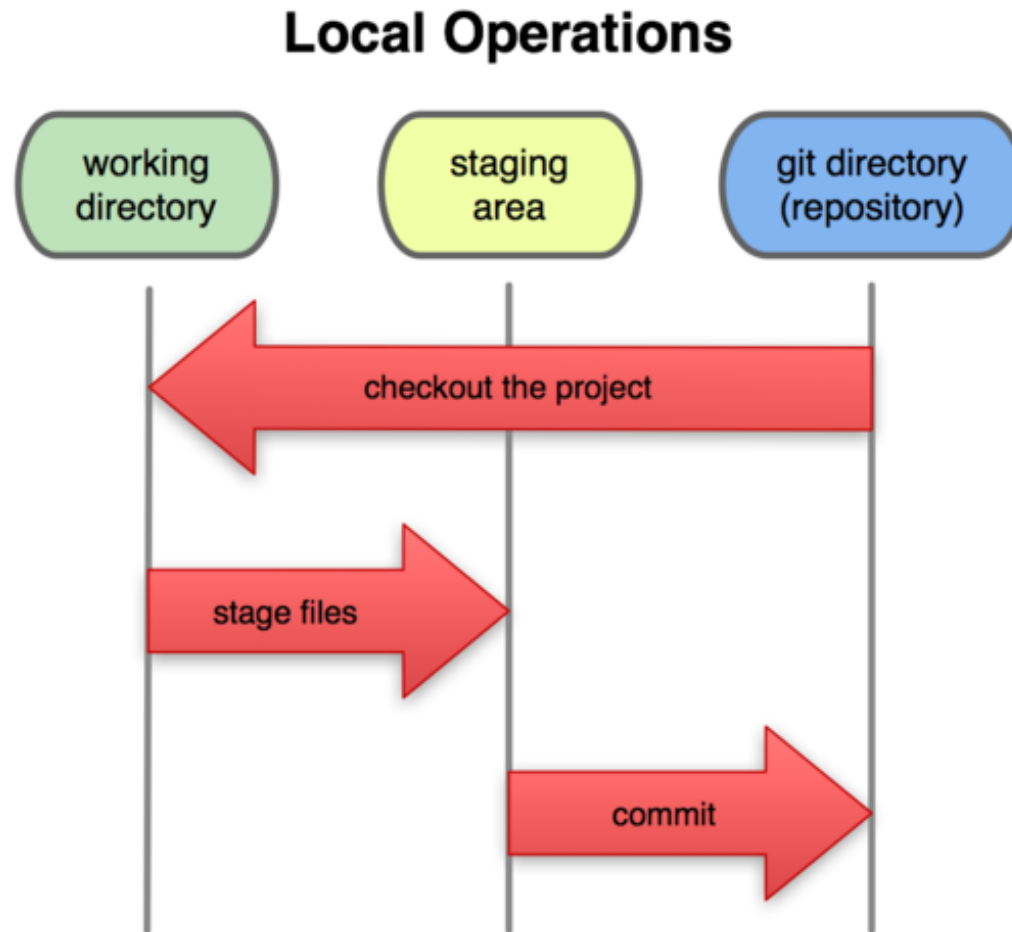 Local Operations
working
directory
staging
area
git directory
(repository)
checkout the project
stage files
commit